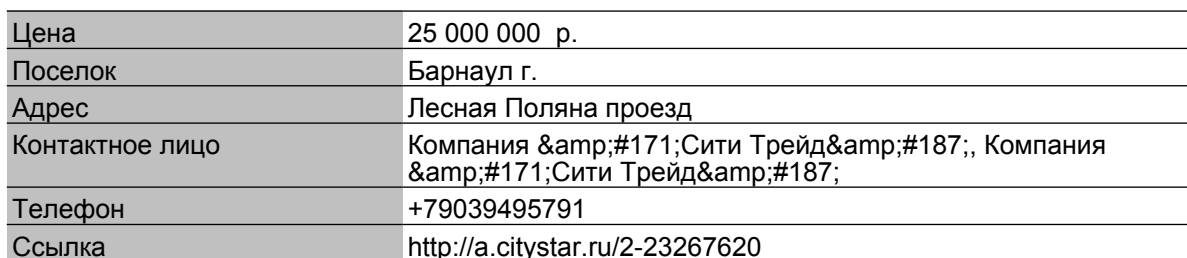 Цена 25 000 000 р.
Поселок Барнаул г.
Адрес Лесная Поляна проезд
Контактное лицо Компания &amp;#171;Сити Трейд&amp;#187;, Компания
&amp;#171;Сити Трейд&amp;#187;
Телефон +79039495791
Ссылка http://a.citystar.ru/2-23267620